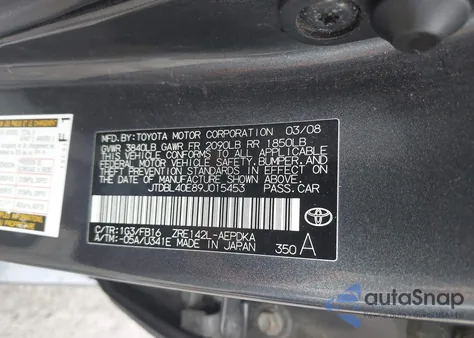 MFD.BY:TOYOTA MOTOR CORPORATION 03/08
GVWR 3840LB GAWR FR 2090LB RR 1850LB
THIS VEHICLE CONFORMS TO ALL APPLICABLE
FEDERAL MOTOR VEHICLE SAFETY, BUMPER, AND
THEFT PREVENTION STANDARDS IN EFFECT ON
THE DATE OF MANUFACTURE SHOWN ABOVE.
JTDBL40E89J015453 PASS.CAR
C/TR:1G3/FB16 ZRE142L-AEPDKA
A/TM:-05A/U341E MADE IN JAPAN 350 A
TOYOTA
F1
autoSnap